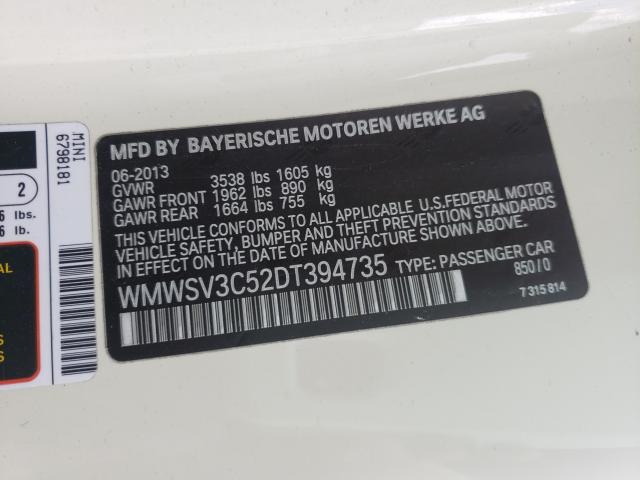 MFD BY BAYERISCHE MOTOREN WERKE AG
06-2013
GVWR 3538 lbs 1605 kg
GAWR FRONT 1962 lbs 890 kg
GAWR REAR 1664 lbs 755 kg
THIS VEHICLE CONFORMS TO ALL APPLICABLE U.S.FEDERAL MOTOR
VEHICLE SAFETY, BUMPER AND THEFT PREVENTION STANDARDS
IN EFFECT ON THE DATE OF MANUFACTURE SHOWN ABOVE.
WMWSV3C52DT394735 TYPE: PASSENGER CAR
850/0
7 315 814
MINI
6798181
2
lbs.
lb.